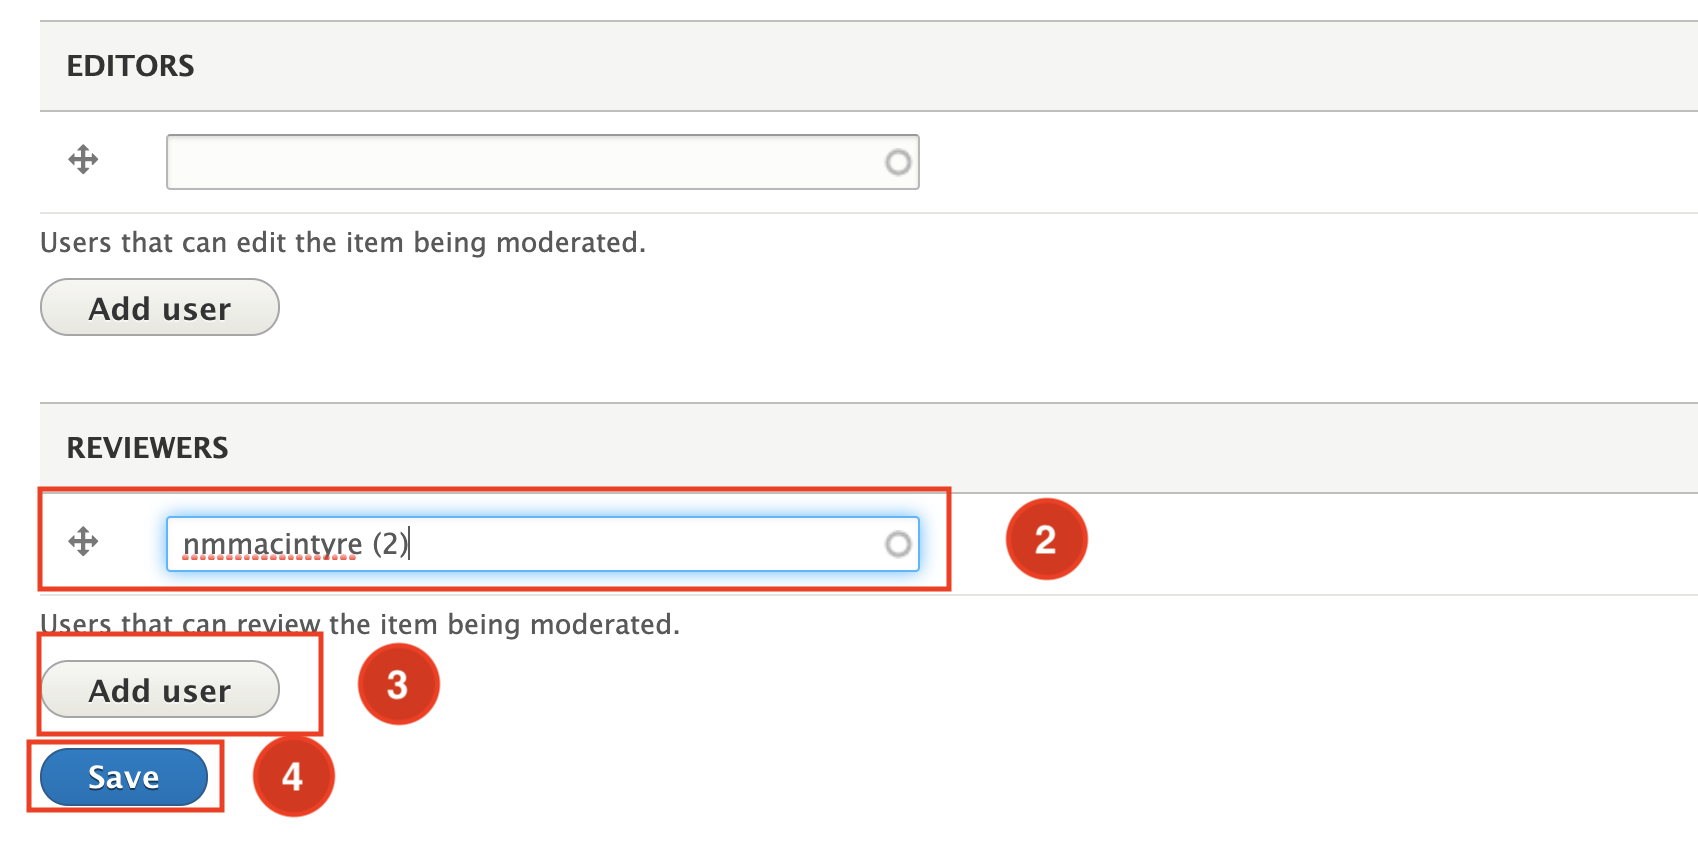 EDITORS
Users that can edit the item being moderated.
Add user
REVIEWERS
nmmacintyre (2)
2
Users that can review the item being moderated.
Add user
3
Save
4